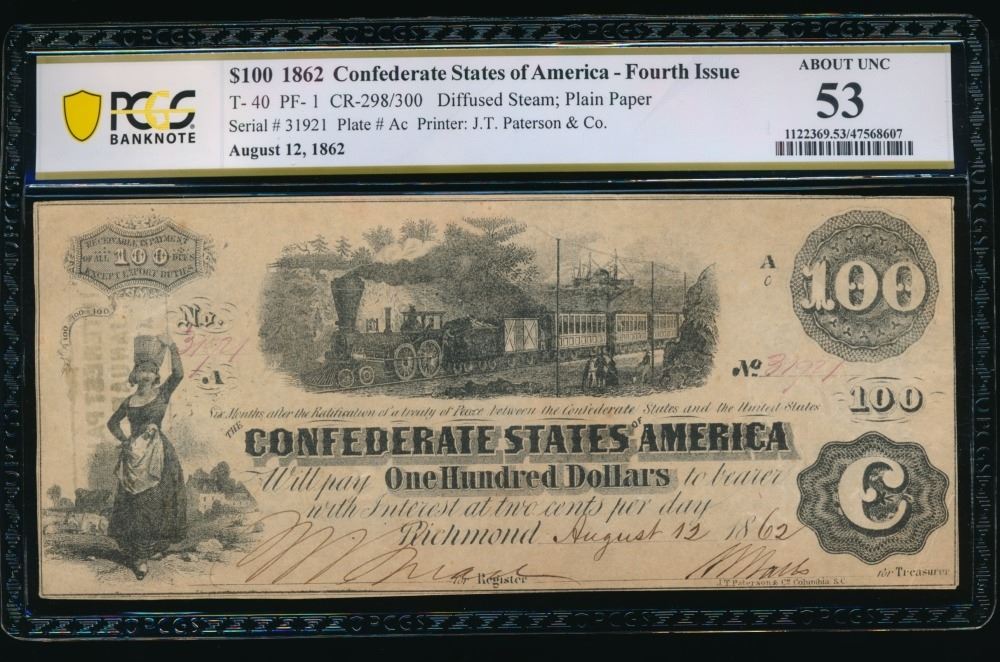 $100 1862 Confederate States of America - Fourth Issue
T- 40 PF- 1 CR-298/300 Diffused Steam; Plain Paper
Serial # 31921 Plate # Ac Printer: J.T. Paterson & Co.
August 12, 1862
PCGS
BANKNOTE
ABOUT UNC
53
1122369.53/47568607
RECEIVABLE IN PAYMENT
OF ALL 100 DUES
EXCEPT EXPORT DUTIES
100 100 100
No.
31921
A
A
c
100
No 31921
100
Six Months after the Ratification of a treaty of Peace between the Confederate States and the United States
THE
CONFEDERATE STATES OF AMERICA
Will pay One Hundred Dollars to bearer
with Interest at two cents per day
Richmond August 12 1862
C
for Register
for Treasurer
J.T. Paterson & Co Columbia S.C.